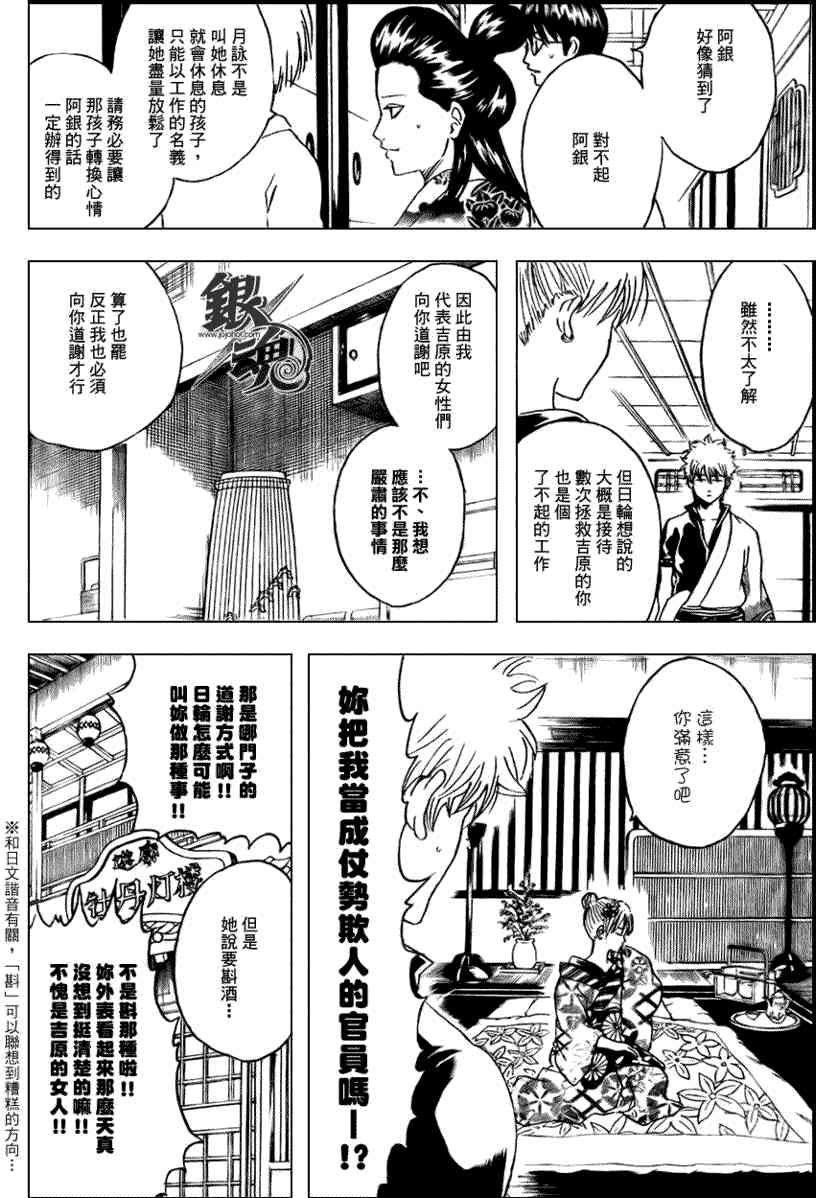 阿銀
好像猜到了
對不起
阿銀
月詠不是
叫她休息
就會休息的孩子，
只能以工作的名義
讓她盡量放鬆了
請務必要讓
那孩子轉換心情
阿銀的話
一定辦得到的
………
雖然不太了解
但日輪想說的
大概是接待
數次拯救吉原的你
也是個
了不起的工作
因此由我
代表吉原的女性們
向你道謝吧
…不、我想
應該不是那麼
嚴肅的事情
銀魂
www.jojohot.com
算了也罷
反正我也必須
向你道謝才行
這樣…
你滿意了吧
妳把我當成仗勢欺人的官員嗎ー!?
那是哪門子的
道謝方式啊!!
日輪怎麼可能
叫妳做那種事!!
遊廓
牡丹灯楼
但是
她說要斟酒…
不是斟那種啦!!
妳外表看起來那麼天真
沒想到挺清楚的嘛!!
不愧是吉原的女人!!
※和日文諧音有關，「斟」可以聯想到糟糕的方向…